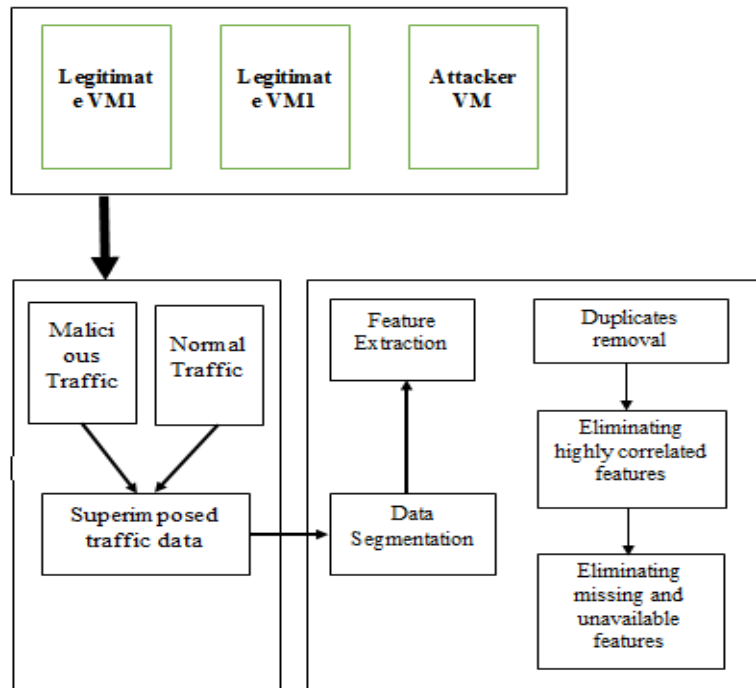 Legitimat
e VM1
Legitimat
e VM1
Attacker
VM
Malici
ous
Traffic
Normal
Traffic
Superimposed
traffic data
Feature
Extraction
Data
Segmentation
Duplicates
removal
Eliminating
highly correlated
features
Eliminating
missing and
unavailable
features